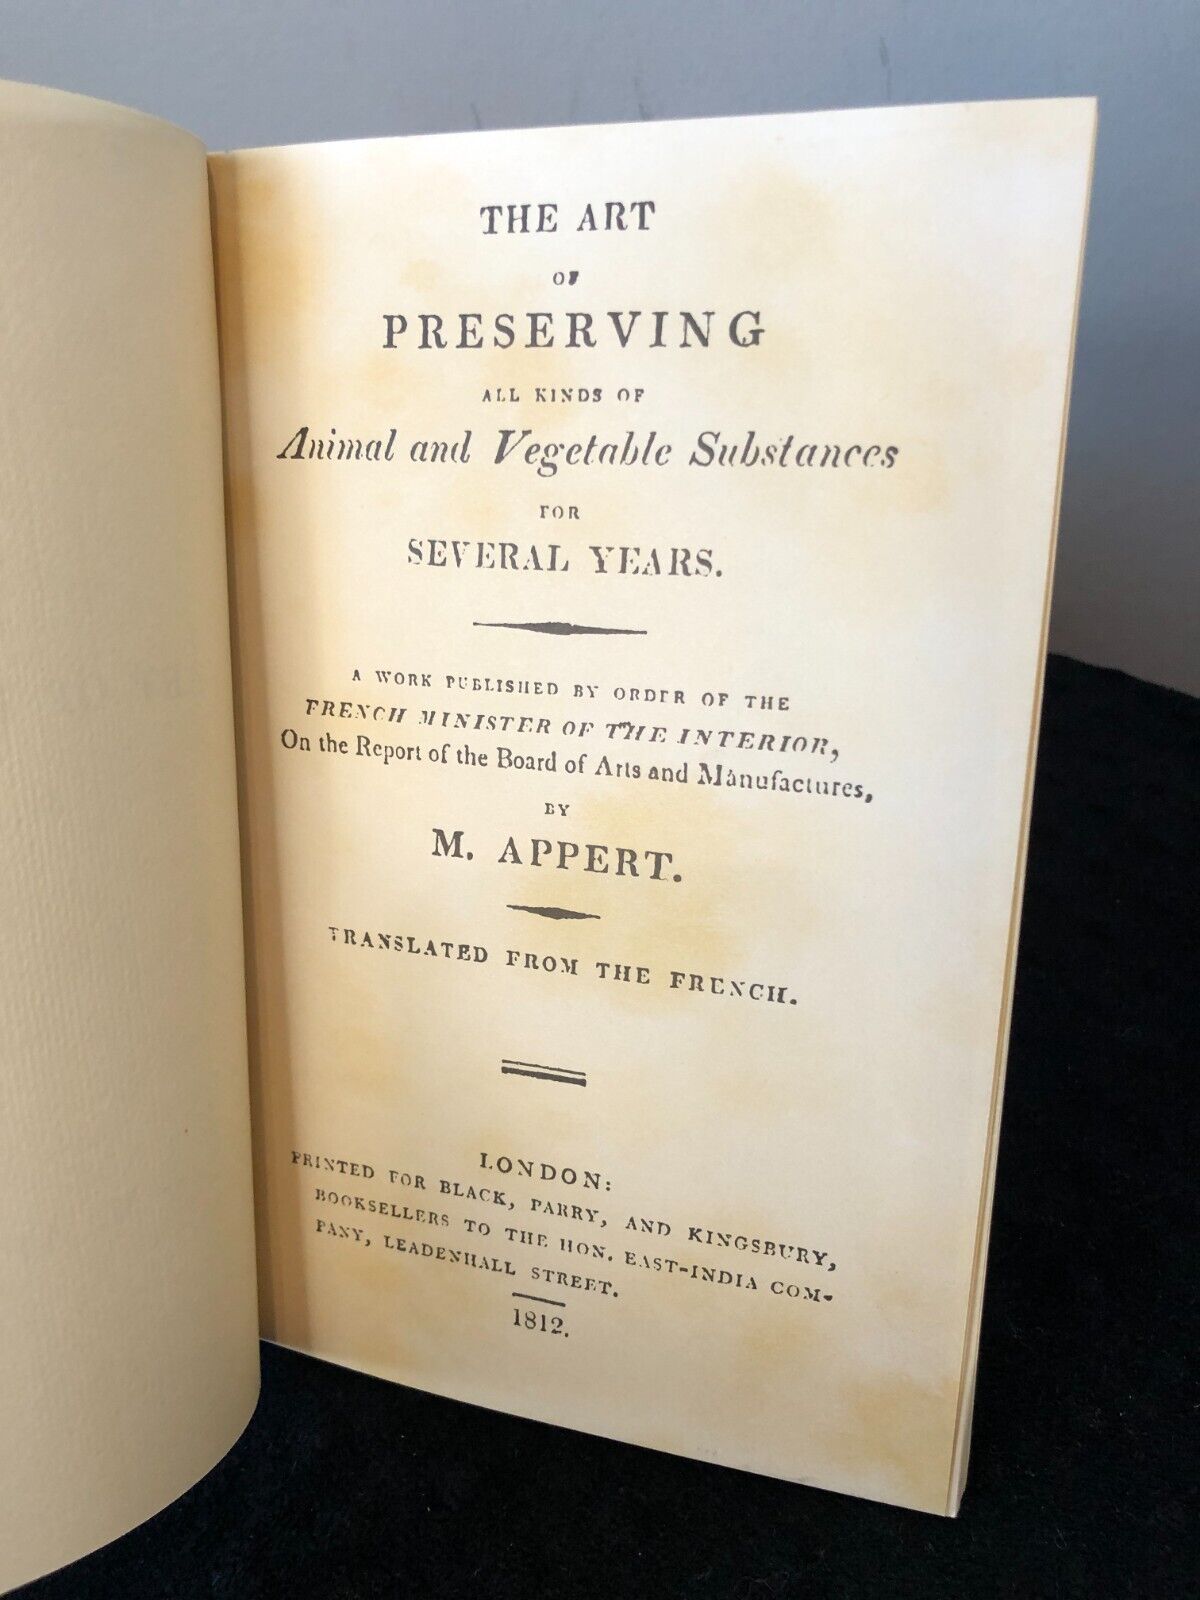 THE ART
OF
PRESERVING
ALL KINDS OF
Animal and Vegetable Substances
FOR
SEVERAL YEARS.
A WORK PUBLISHED BY ORDER OF THE
FRENCH MINISTER OF THE INTERIOR,
On the Report of the Board of Arts and Manufactures,
BY
M. APPERT.
TRANSLATED FROM THE FRENCH.
LONDON:
PRINTED FOR BLACK, PARRY, AND KINGSBURY,
BOOKSELLERS TO THE HON. EAST-INDIA COM-
PANY, LEADENHALL STREET.
1812.